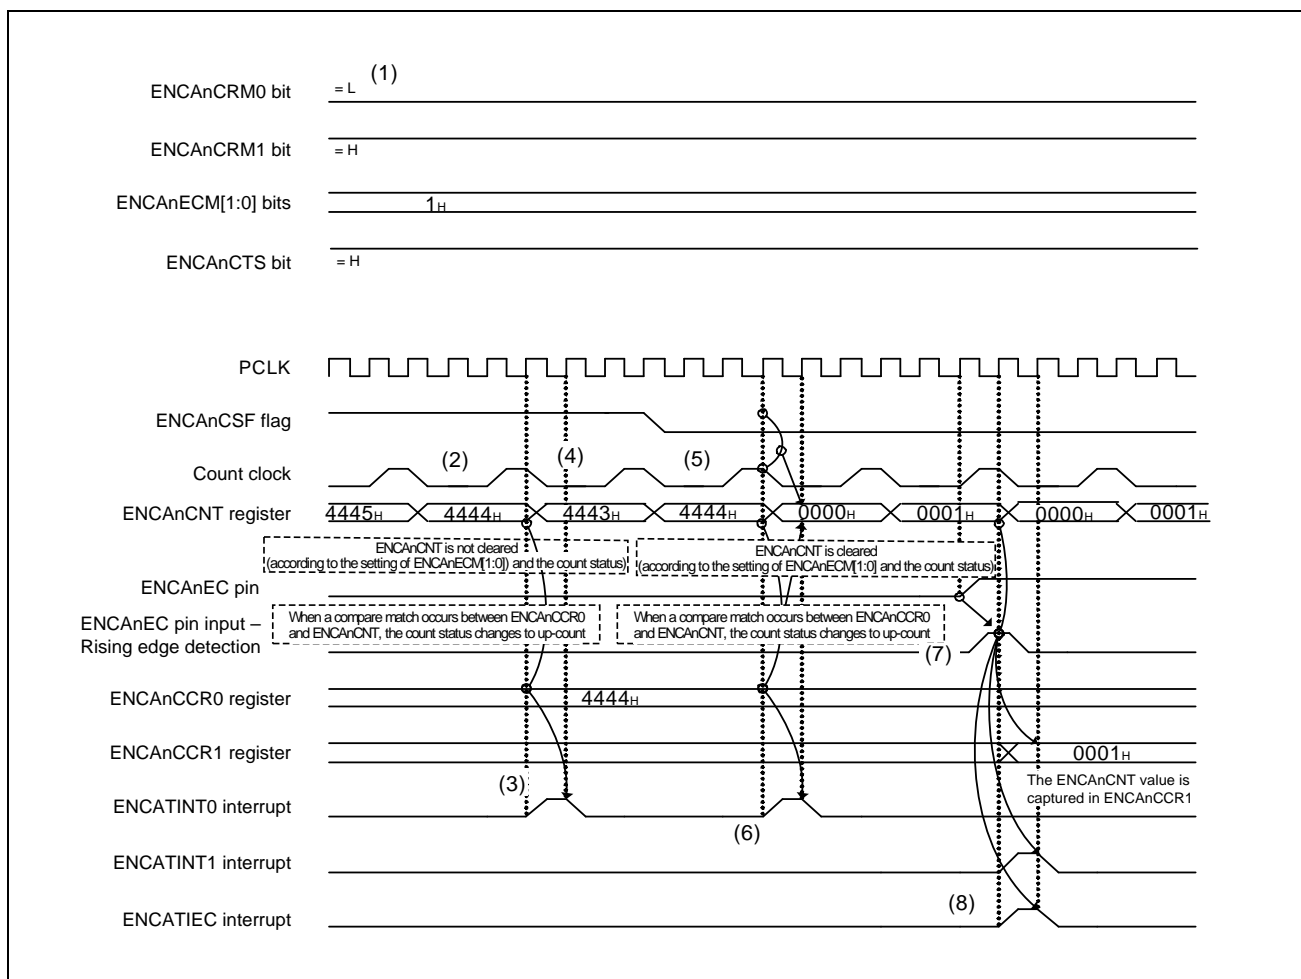 ENCAnCRM0 bit = L (1)
ENCAnCRM1 bit = H
ENCAnECM[1:0] bits 1H
ENCAnCTS bit = H
PCLK
ENCAnCSF flag
Count clock (2) (4) (5)
ENCAnCNT register 4445H 4444H 4443H 4444H 0000H 0001H 0000H 0001H
ENCAnCNT is not cleared
(according to the setting of ENCAnECM[1:0]) and the count status)
ENCAnCNT is cleared
(according to the setting of ENCAnECM[1:0] and the count status)
ENCAnEC pin
When a compare match occurs between ENCAnCCR0
and ENCAnCNT, the count status changes to up-count
When a compare match occurs between ENCAnCCR0
and ENCAnCNT, the count status changes to up-count
ENCAnEC pin input –
Rising edge detection
(7)
ENCAnCCR0 register 4444H
ENCAnCCR1 register 0001H
The ENCAnCNT value is
captured in ENCAnCCR1
(3)
ENCATINT0 interrupt
(6)
ENCATINT1 interrupt
(8)
ENCATIEC interrupt